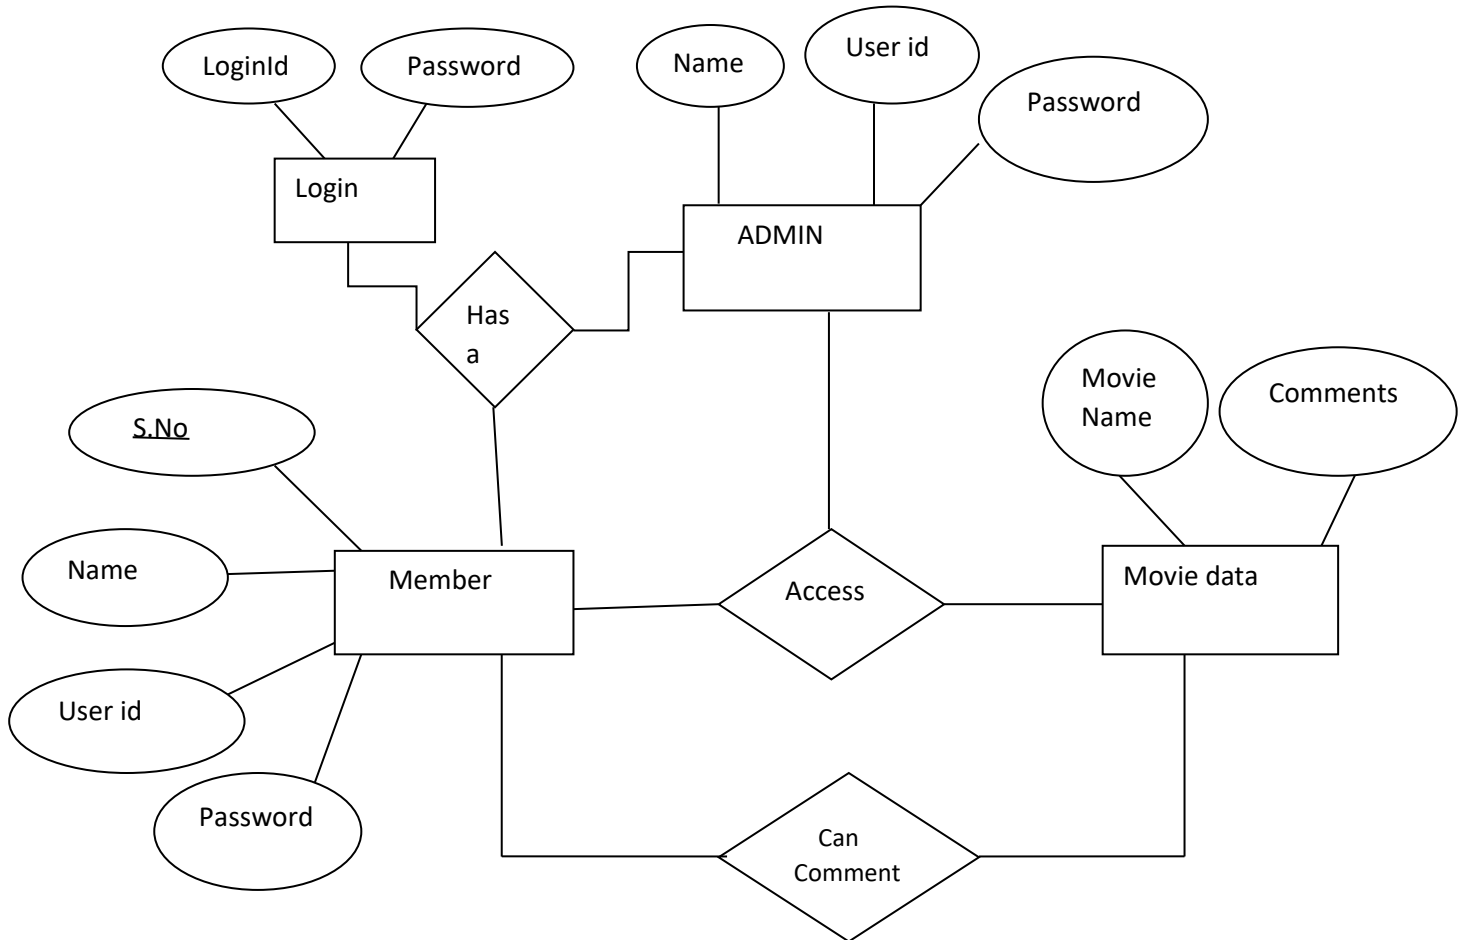 LoginId
Password
Name
User id
Password
Login
ADMIN
Has
a
Movie
Name
Comments
S.No
Name
Member
Access
Movie data
User id
Password
Can
Comment